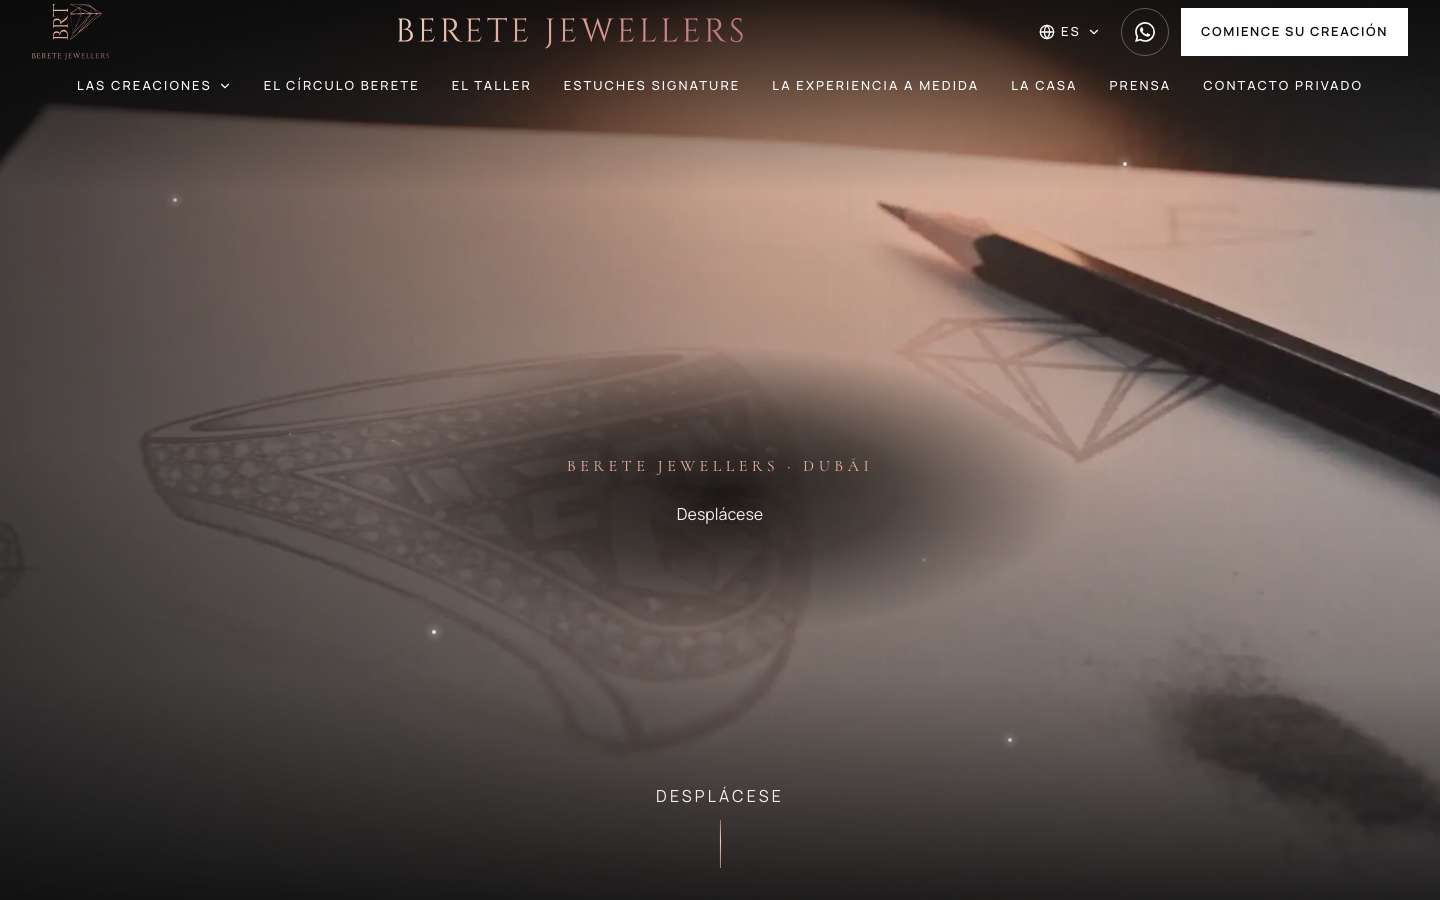 BRT
BERETE JEWELLERS
BERETE JEWELLERS
ES
COMIENCE SU CREACIÓN
LAS CREACIONES
EL CÍRCULO BERETE
EL TALLER
ESTUCHES SIGNATURE
LA EXPERIENCIA A MEDIDA
LA CASA
PRENSA
CONTACTO PRIVADO
BERETE JEWELLERS · DUBÁI
Desplácese
DESPLÁCESE